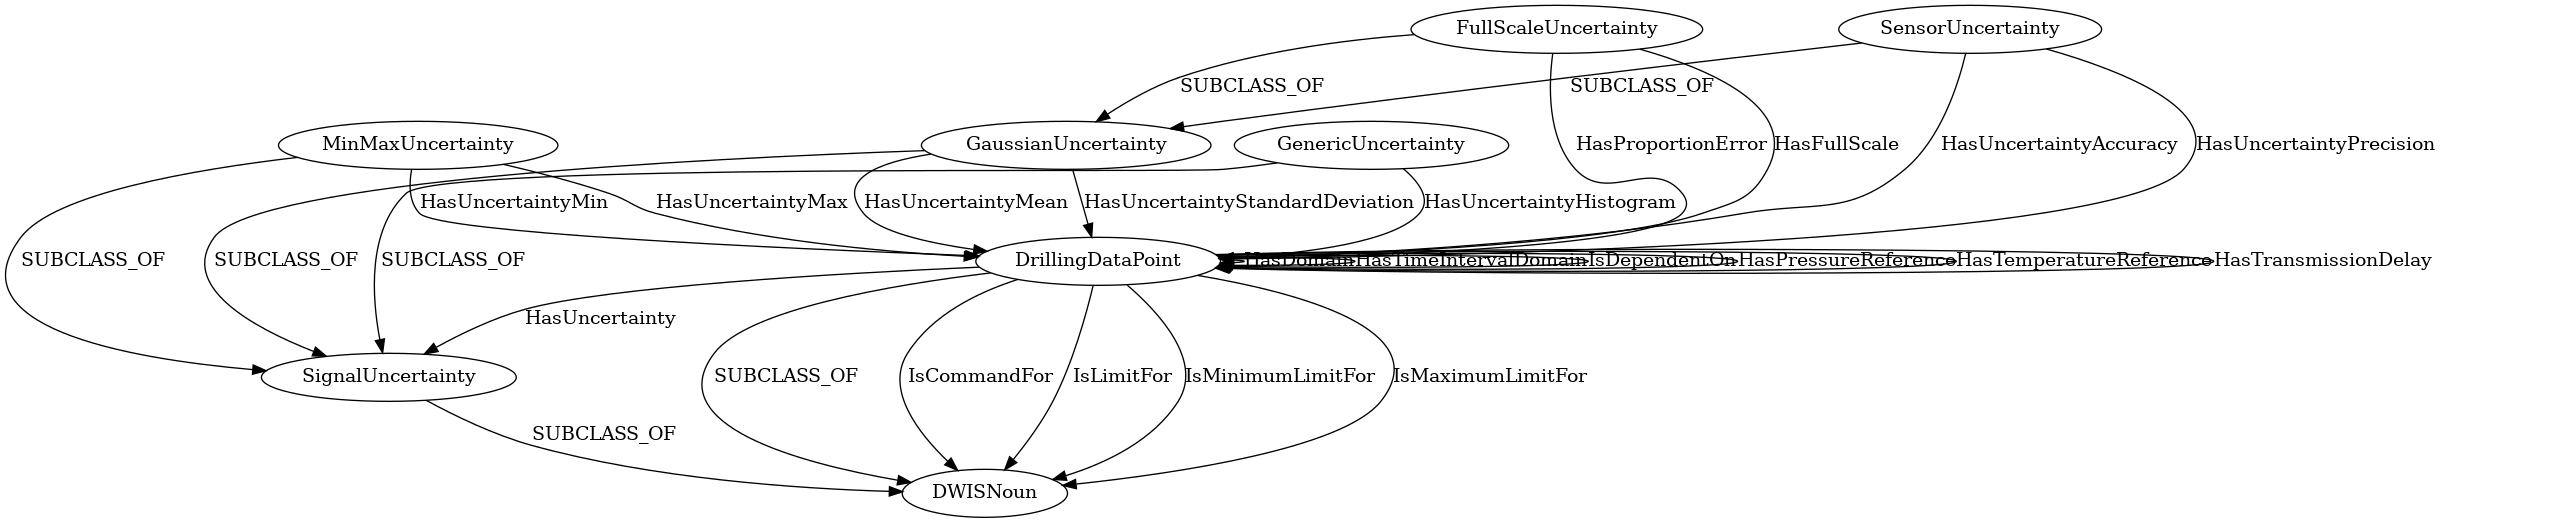 FullScaleUncertainty
SensorUncertainty
SUBCLASS_OF
SUBCLASS_OF
MinMaxUncertainty
GaussianUncertainty
GenericUncertainty
HasProportionError
HasFullScale
HasUncertaintyAccuracy
HasUncertaintyPrecision
HasUncertaintyMin
HasUncertaintyMax
HasUncertaintyMean
HasUncertaintyStandardDeviation
HasUncertaintyHistogram
SUBCLASS_OF
SUBCLASS_OF
SUBCLASS_OF
DrillingDataPoint
HasDomain
HasTimeIntervalDomain
IsDependentOn
HasPressureReference
HasTemperatureReference
HasTransmissionDelay
HasUncertainty
SignalUncertainty
SUBCLASS_OF
IsCommandFor
IsLimitFor
IsMinimumLimitFor
IsMaximumLimitFor
SUBCLASS_OF
DWISNoun